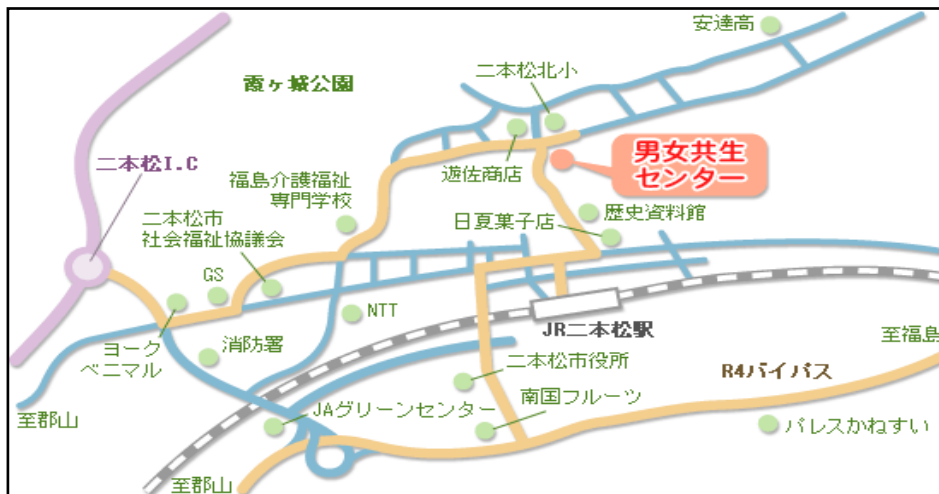 安達高
二本松北小
霞ヶ城公園
男女共生
センター
二本松I.C
遊佐商店
福島介護福祉
専門学校
歴史資料館
二本松市
社会福祉協議会
日夏菓子店
GS
NTT
JR二本松駅
ヨーク
ベニマル
消防署
至福島
二本松市役所
R4バイパス
南国フルーツ
至郡山
JAグリーンセンター
パレスかねすい
至郡山